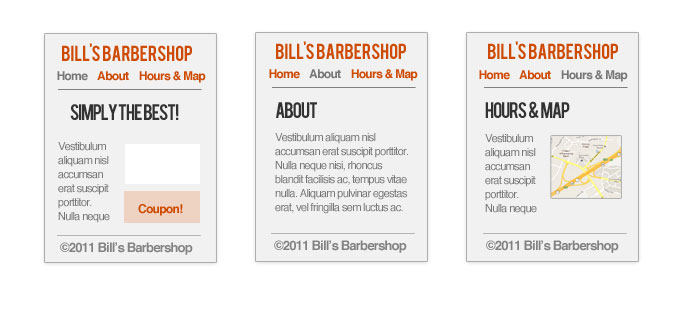 BILL'S BARBERSHOP
Home About Hours & Map
SIMPLY THE BEST!
Vestibulum
aliquam nisl
accumsan
erat suscipit
porttitor.
Nulla neque
Coupon!
©2011 Bill's Barbershop
BILL'S BARBERSHOP
Home About Hours & Map
ABOUT
Vestibulum aliquam nisl
accumsan erat suscipit porttitor.
Nulla neque nisi, rhoncus
blandit facilisis ac, tempus vitae
nulla. Aliquam pulvinar egestas
erat, vel fringilla sem luctus ac.
©2011 Bill's Barbershop
BILL'S BARBERSHOP
Home About Hours & Map
HOURS & MAP
Vestibulum
aliquam nisl
accumsan
erat suscipit
porttitor.
Nulla neque
©2011 Bill's Barbershop